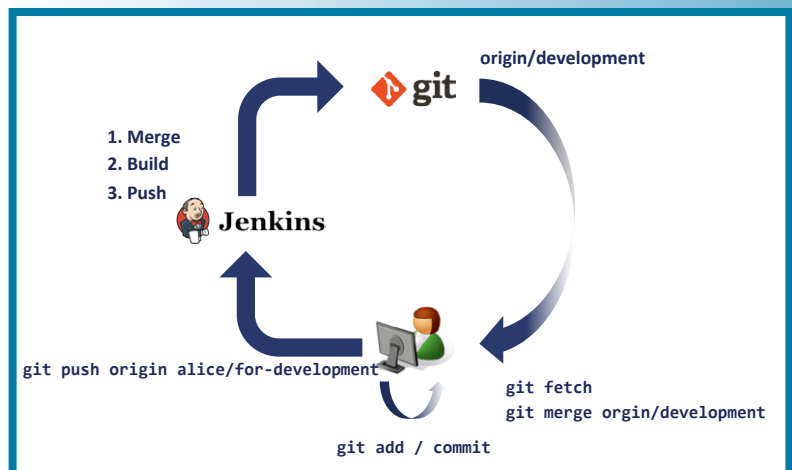 origin/development
git
1. Merge
2. Build
3. Push
Jenkins
git push origin alice/for-development
git fetch
git merge orgin/development
git add / commit